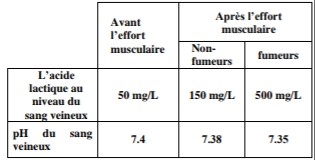 Avant
l'effort
musculaire
Après l'effort
musculaire
Non-
fumeurs
fumeurs
L'acide
lactique au
niveau du
sang veineux
50 mg/L
150 mg/L
500 mg/L
pH du sang
veineux
7.4
7.38
7.35